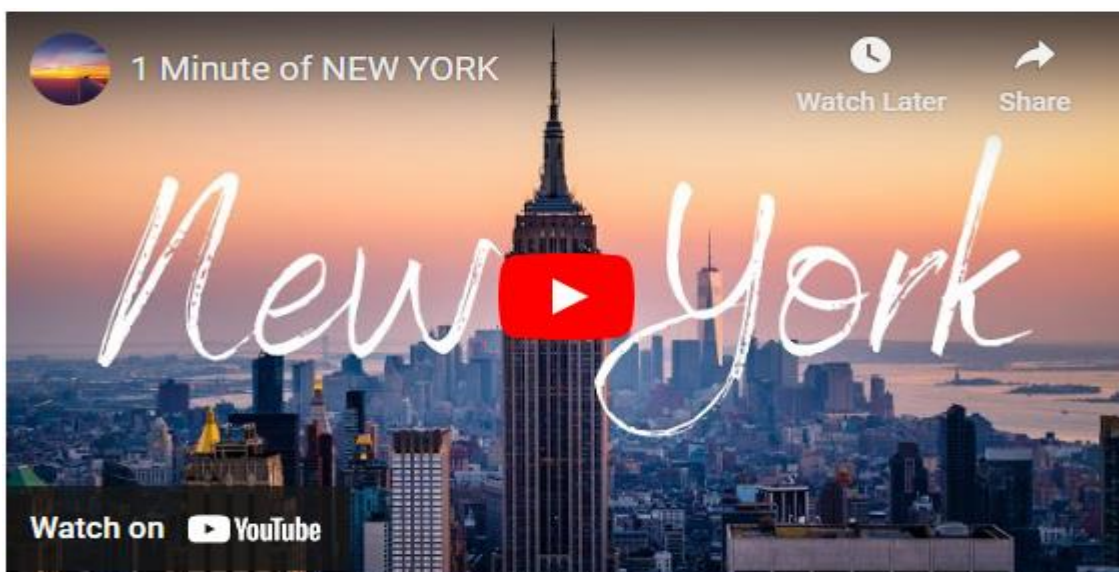 1 Minute of NEW YORK
Watch Later
Share
New York
Watch on YouTube